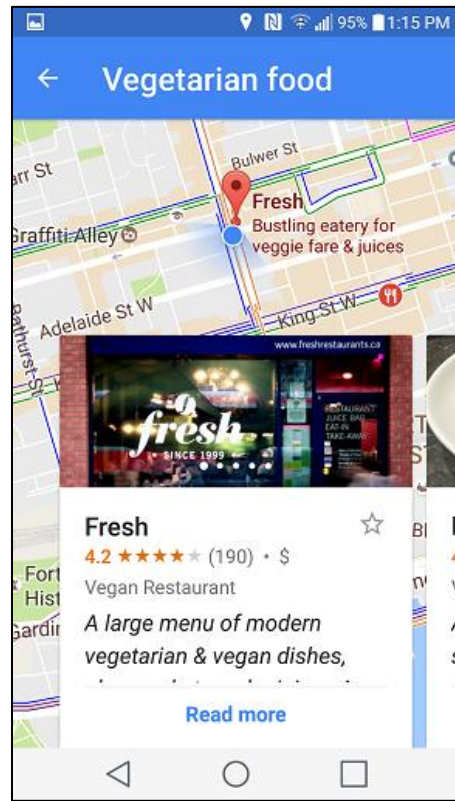 95% 1:15 PM
Vegetarian food
Bulwer St
arr St
Fresh
Bustling eatery for
veggie fare & juices
Graffiti Alley
Adelaide St W
King St W
Bathurst St
www.freshrestaurants.ca
fresh
SINCE 1999
RESTAURANT
JUICE BAR
EAT-IN
TAKE-AWAY
Fresh
4.2 (190) • $
Vegan Restaurant
A large menu of modern
vegetarian & vegan dishes,
Read more
Fort
Hist
Gardin